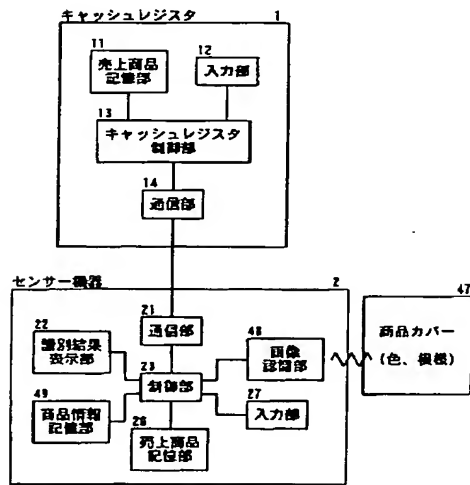 キャッシュレジスタ
1
11
売上商品
記憶部
12
入力部
13
キャッシュレジスタ
制御部
14
通信部
センサー機器
2
21
通信部
22
識別結果
表示部
23
制御部
48
画像
認識部
49
商品情報
記憶部
27
入力部
売上商品
記憶部
47
商品カバー
(色、模様)